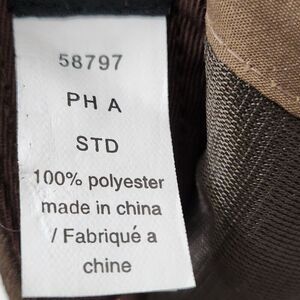 58797
PH A
STD
100% polyester
made in china
/ Fabriqué a
chine